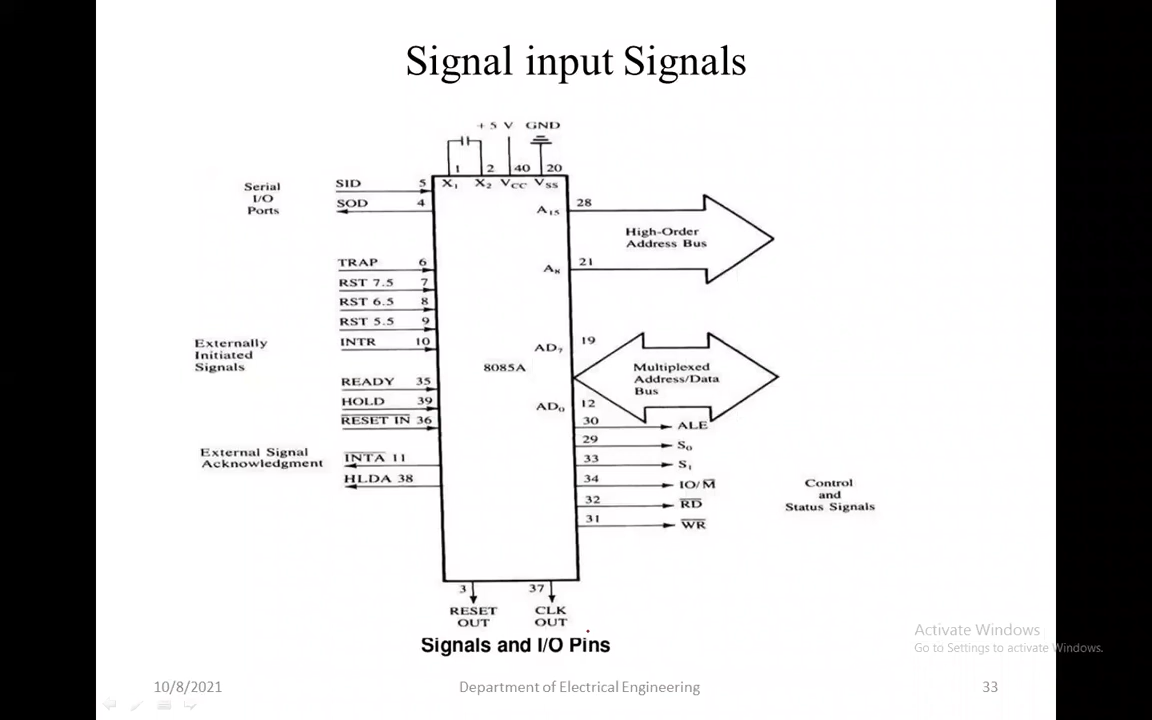 Signal input Signals
+ 5 V GND
1 2 40 20
X₁ X₂ VCC VSS
Serial
I/O
Ports
SID 5
SOD 4
A₁₅ 28
High-Order
Address Bus
A₈ 21
TRAP 6
RST 7.5 7
RST 6.5 8
RST 5.5 9
INTR 10
Externally
Initiated
Signals
AD₇ 19
8085A
Multiplexed
Address/Data
Bus
AD₀ 12
READY 35
HOLD 39
R̅E̅S̅E̅T̅ I̅N̅ 36
30 ALE
29 S₀
33 S₁
34 IO/M̅
32 R̅D̅
31 W̅R̅
External Signal
Acknowledgment
I̅N̅T̅A̅ 11
HLDA 38
Control
and
Status Signals
3 37
RESET
OUT
CLK
OUT
Signals and I/O Pins
Activate Windows
Go to Settings to activate Windows.
10/8/2021 Department of Electrical Engineering 33